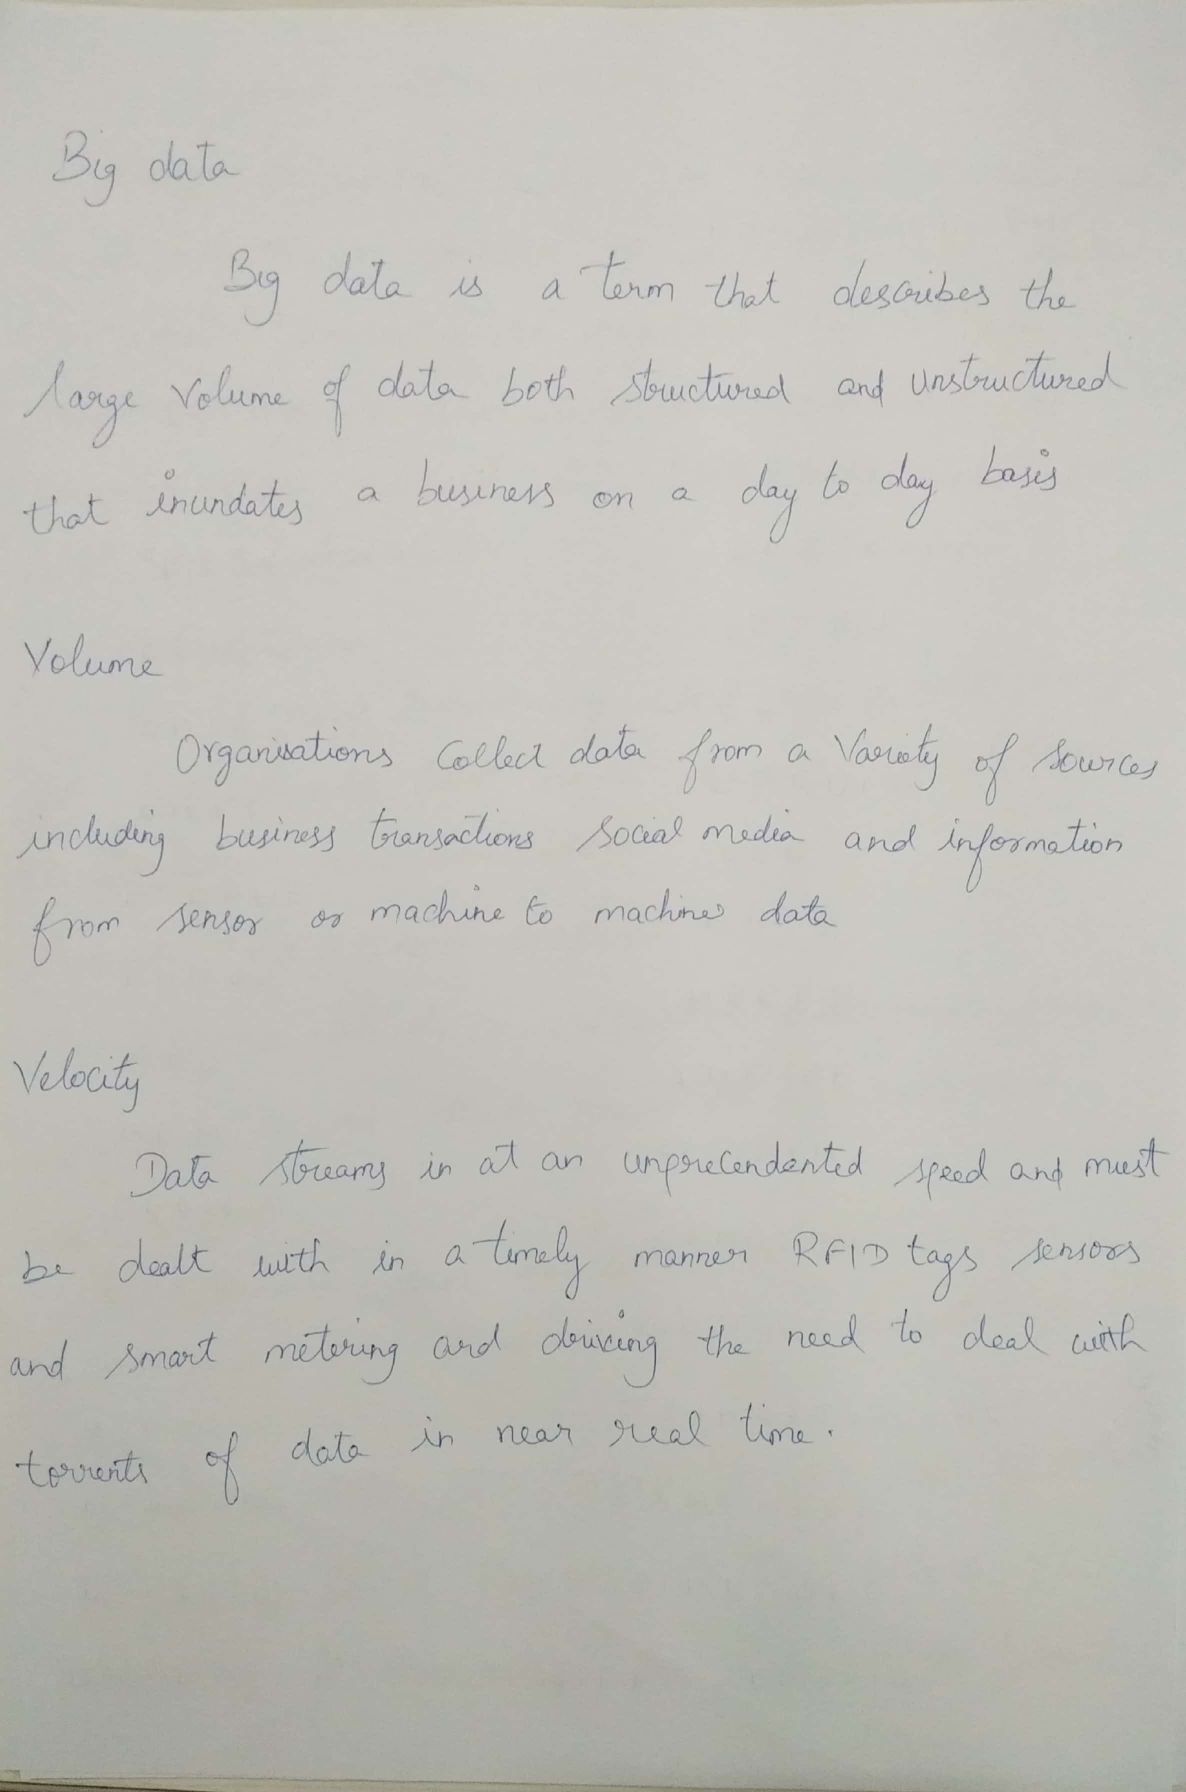 Big data
Big data is a term that describes the
large Volume of data both structured and Unstructured
that inundates a business on a day to day basis
Volume
Organisations Collect data from a Variety of Sources
including business transactions Social media and information
from sensor or machine to machine data
Velocity
Data streams in at an unprecendented speed and must
be dealt with in a timely manner RFID tags sensors
and smart metering and driving the need to deal with
torrents of data in near real time.